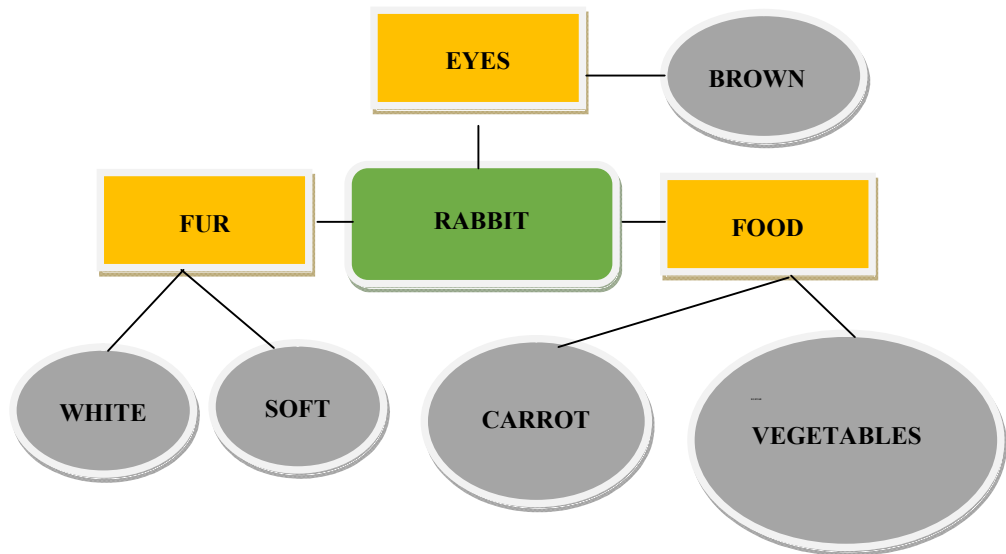 EYES
BROWN
FUR
RABBIT
FOOD
WHITE
SOFT
CARROT
VEGETABLES